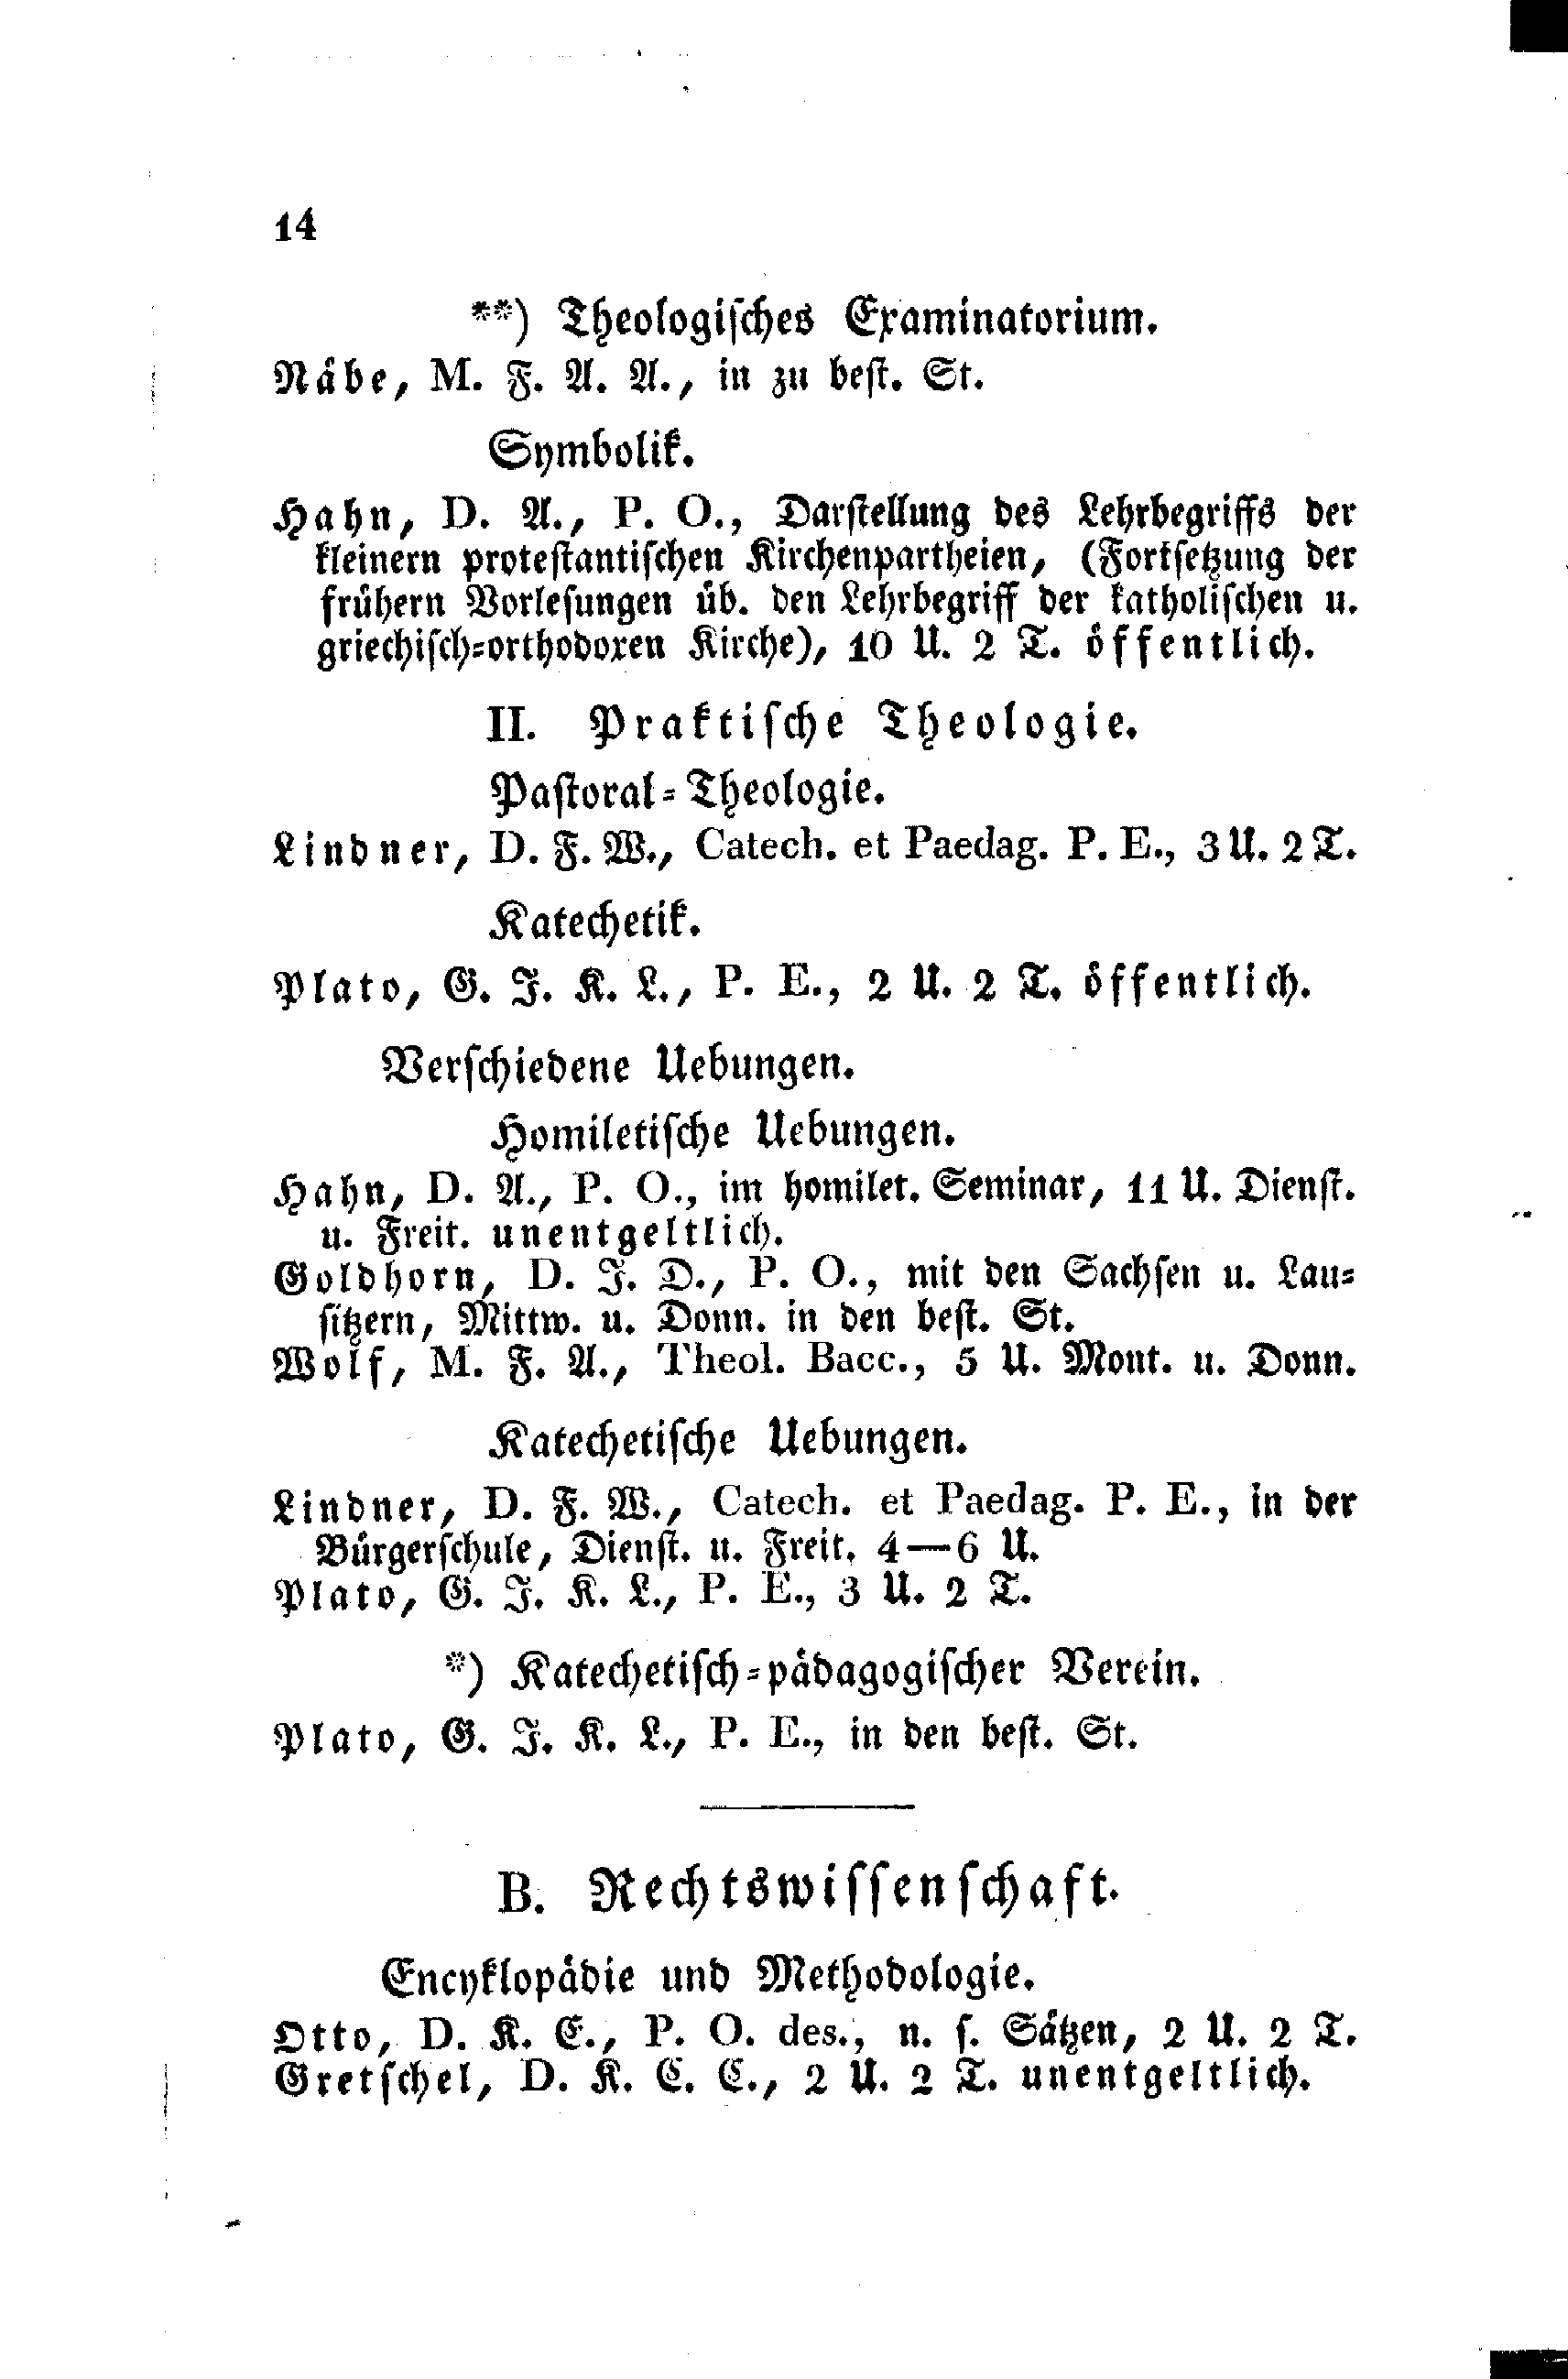 14
**) Theologisches Examinatorium.
Näbe, M. F. A. A., in zu best. St.
Symbolik.
Hahn, D. A., P. O., Darstellung des Lehrbegriffs der
kleinern protestantischen Kirchenpartheien, (Fortsetzung der
frühern Vorlesungen üb. den Lehrbegriff der katholischen u.
griechisch-orthodoxen Kirche), 10 U. 2 T. öffentlich.
II. Praktische Theologie.
Pastoral-Theologie.
Lindner, D. F. W., Catech. et Paedag. P. E., 3 U. 2 T.
Katechetik.
Plato, G. J. K. L., P. E., 2 U. 2 T. öffentlich.
Verschiedene Uebungen.
Homiletische Uebungen.
Hahn, D. A., P. O., im homilet. Seminar, 11 U. Dienst.
u. Freit. unentgeltlich.
Goldhorn, D. J. D., P. O., mit den Sachsen u. Lau-
sitzern, Mittw. u. Donn. in den best. St.
Wolf, M. F. A., Theol. Bacc., 5 U. Mont. u. Donn.
Katechetische Uebungen.
Lindner, D. F. W., Catech. et Paedag. P. E., in der
Bürgerschule, Dienst. u. Freit. 4—6 U.
Plato, G. J. K. L., P. E., 3 U. 2 T.
*) Katechetisch-pädagogischer Verein.
Plato, G. J. K. L., P. E., in den best. St.
B. Rechtswissenschaft.
Encyklopädie und Methodologie.
Otto, D. K. E., P. O. des., n. s. Sätzen, 2 U. 2 T.
Gretschel, D. K. C. C., 2 U. 2 T. unentgeltlich.